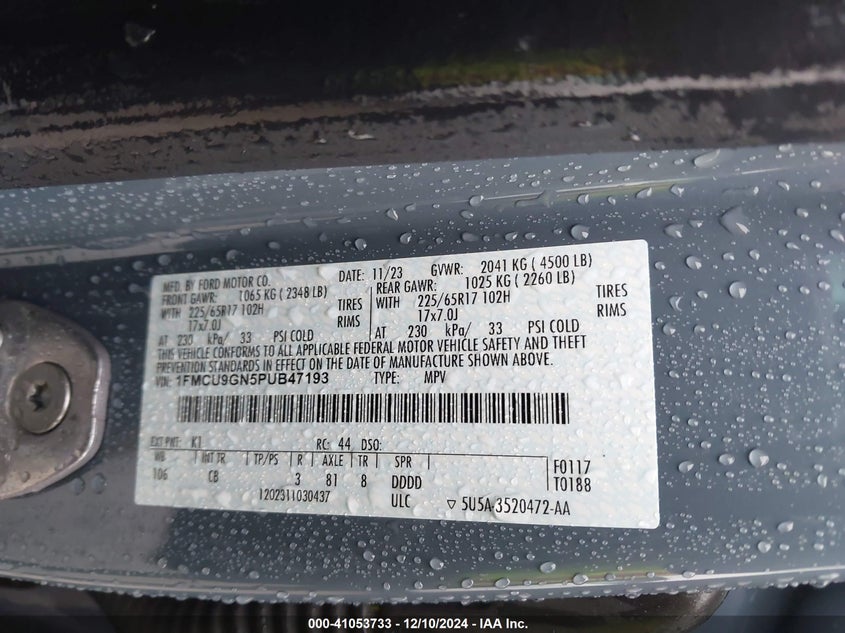 MFD. BY FORD MOTOR CO. DATE: 11/23 GVWR: 2041 KG ( 4500 LB)
FRONT GAWR: 1065 KG ( 2348 LB) REAR GAWR: 1025 KG ( 2260 LB)
WITH 225/65R17 102H TIRES WITH 225/65R17 102H TIRES
17x7.0J RIMS 17x7.0J RIMS
AT 230 kPa/ 33 PSI COLD AT 230 kPa/ 33 PSI COLD
THIS VEHICLE CONFORMS TO ALL APPLICABLE FEDERAL MOTOR VEHICLE SAFETY AND THEFT
PREVENTION STANDARDS IN EFFECT ON THE DATE OF MANUFACTURE SHOWN ABOVE.
1FMCU9GN5PUB47193 TYPE: MPV
EXT PNT: K1 RC: 44 DSO:
WB INT TR TP/PS R AXLE TR SPR F0117
106 CB 3 81 8 DDDD T0188
1202311030437 ULC ▽ 5U5A-3520472-AA
000-41053733 - 12/10/2024 - IAA Inc.